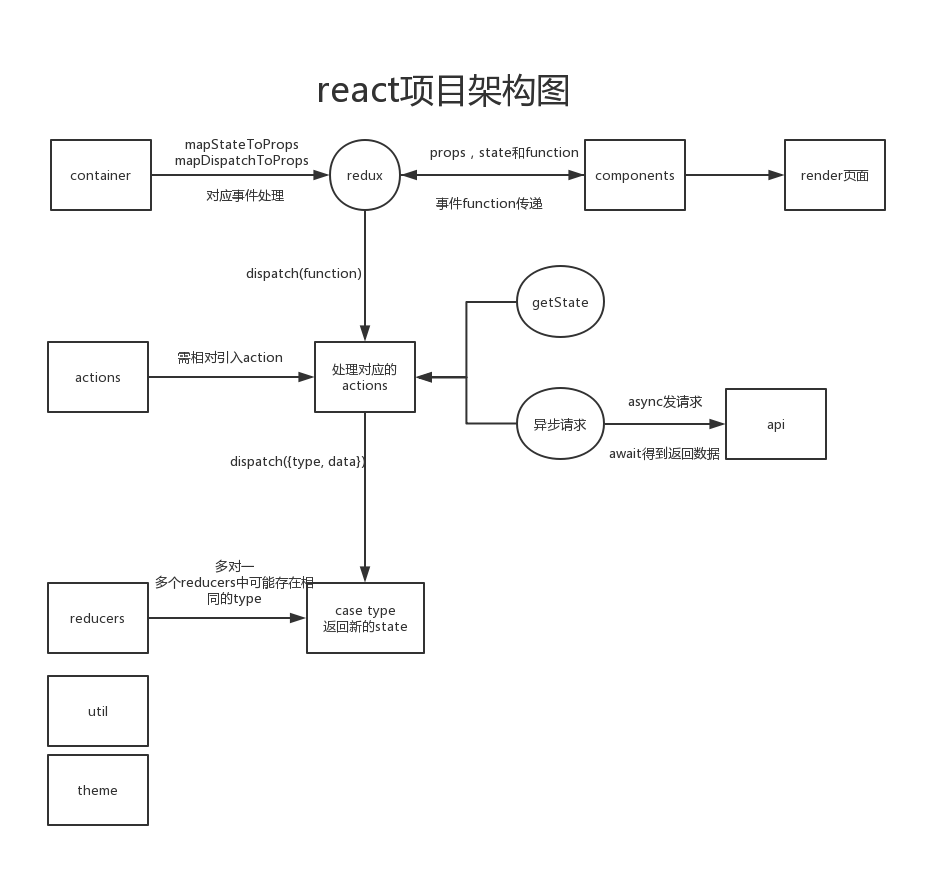 react项目架构图
mapStateToProps
mapDispatchToProps
container
对应事件处理
redux
props，state和function
事件function传递
components
render页面
dispatch(function)
getState
actions
需相对引入action
处理对应的
actions
异步请求
async发请求
await得到返回数据
api
dispatch({type, data})
多对一
多个reducers中可能存在相
同的type
reducers
case type
返回新的state
util
theme